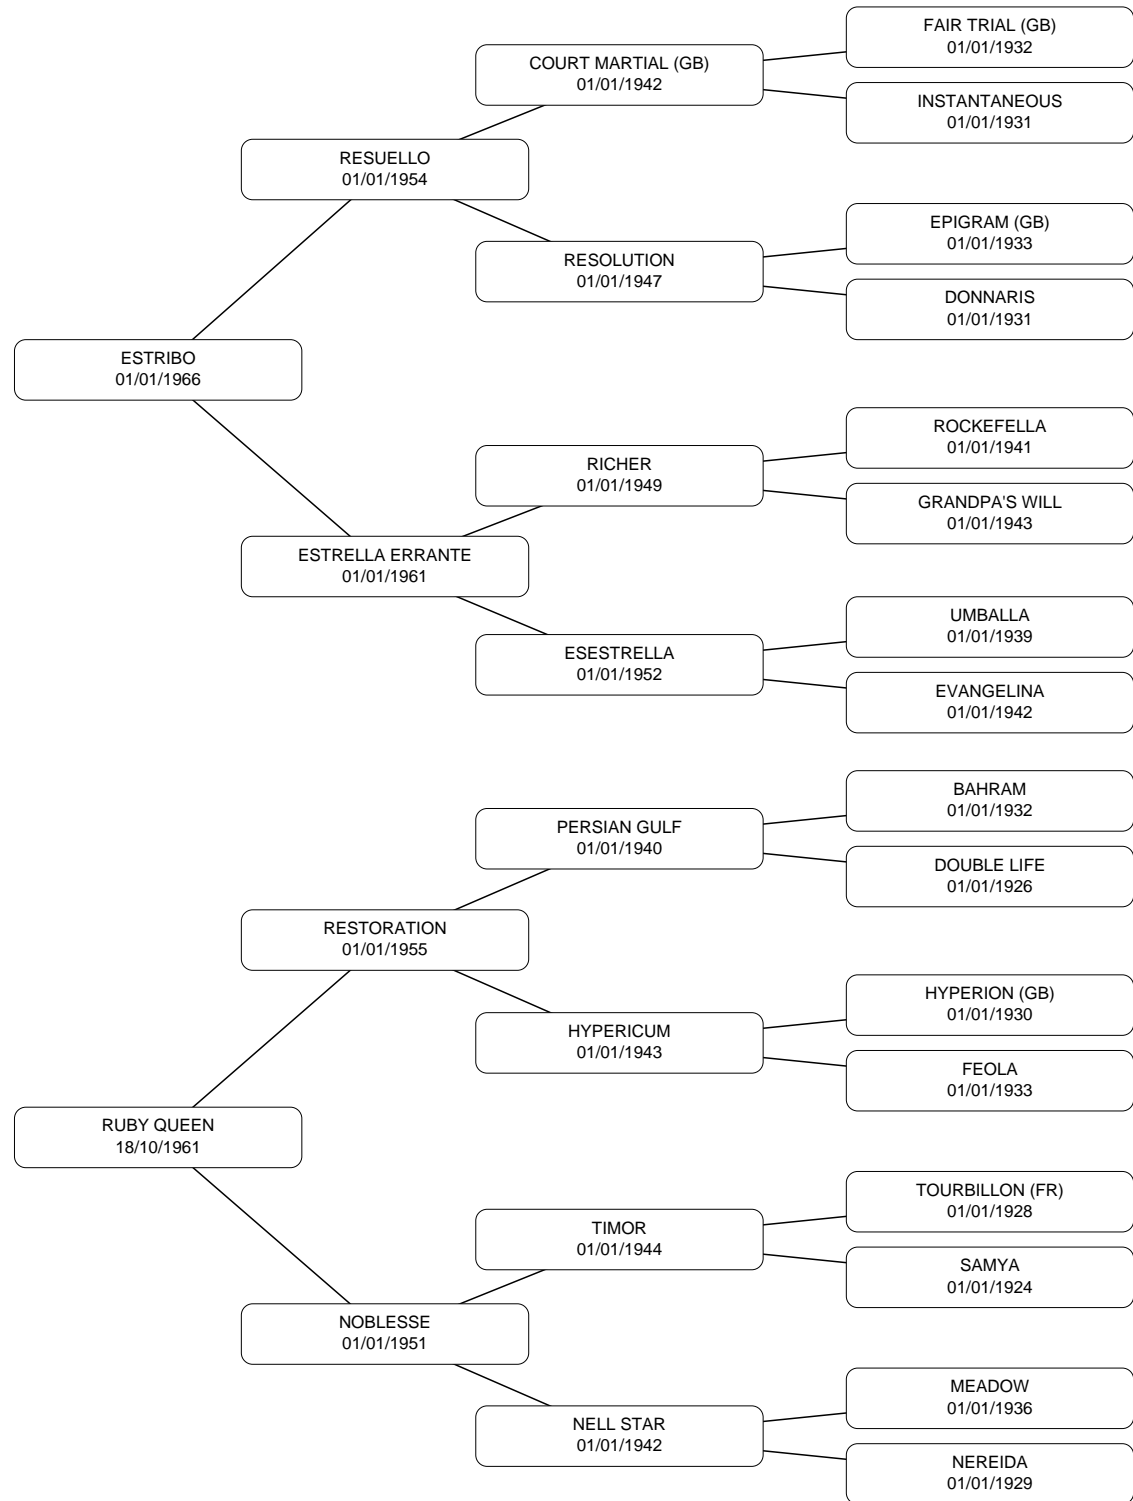 FAIR TRIAL (GB)
01/01/1932
COURT MARTIAL (GB)
01/01/1942
INSTANTANEOUS
01/01/1931
RESUELLO
01/01/1954
EPIGRAM (GB)
01/01/1933
RESOLUTION
01/01/1947
DONNARIS
01/01/1931
ESTRIBO
01/01/1966
ROCKEFELLA
01/01/1941
RICHER
01/01/1949
GRANDPA'S WILL
01/01/1943
ESTRELLA ERRANTE
01/01/1961
UMBALLA
01/01/1939
ESESTRELLA
01/01/1952
EVANGELINA
01/01/1942
BAHRAM
01/01/1932
PERSIAN GULF
01/01/1940
DOUBLE LIFE
01/01/1926
RESTORATION
01/01/1955
HYPERION (GB)
01/01/1930
HYPERICUM
01/01/1943
FEOLA
01/01/1933
RUBY QUEEN
18/10/1961
TOURBILLON (FR)
01/01/1928
TIMOR
01/01/1944
SAMYA
01/01/1924
NOBLESSE
01/01/1951
MEADOW
01/01/1936
NELL STAR
01/01/1942
NEREIDA
01/01/1929